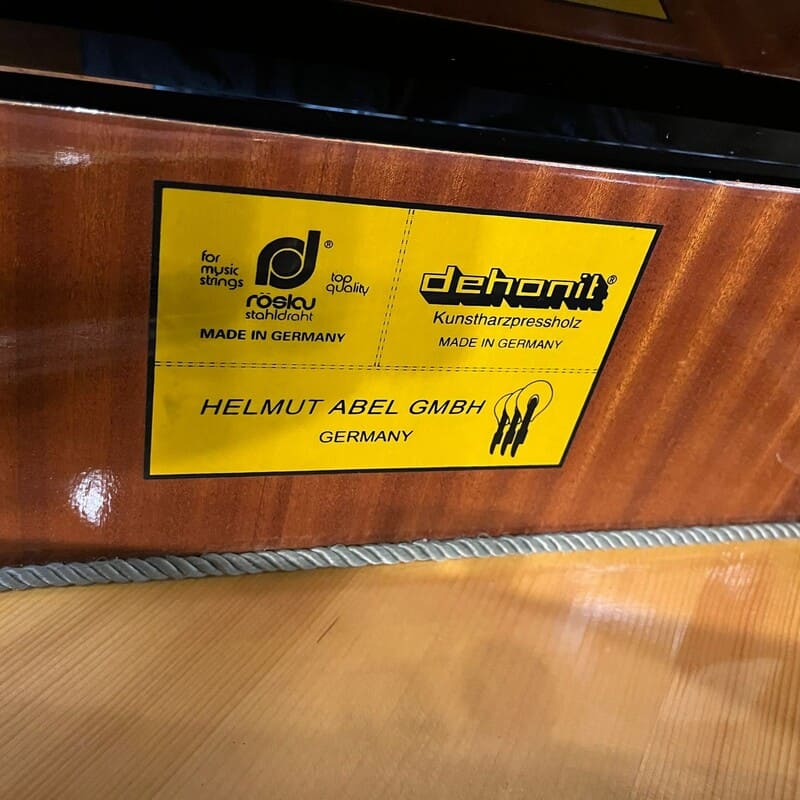 for
music
strings
®
top
quality
röslau
stahldraht
MADE IN GERMANY
dehonit®
Kunstharzpressholz
MADE IN GERMANY
HELMUT ABEL GMBH
GERMANY